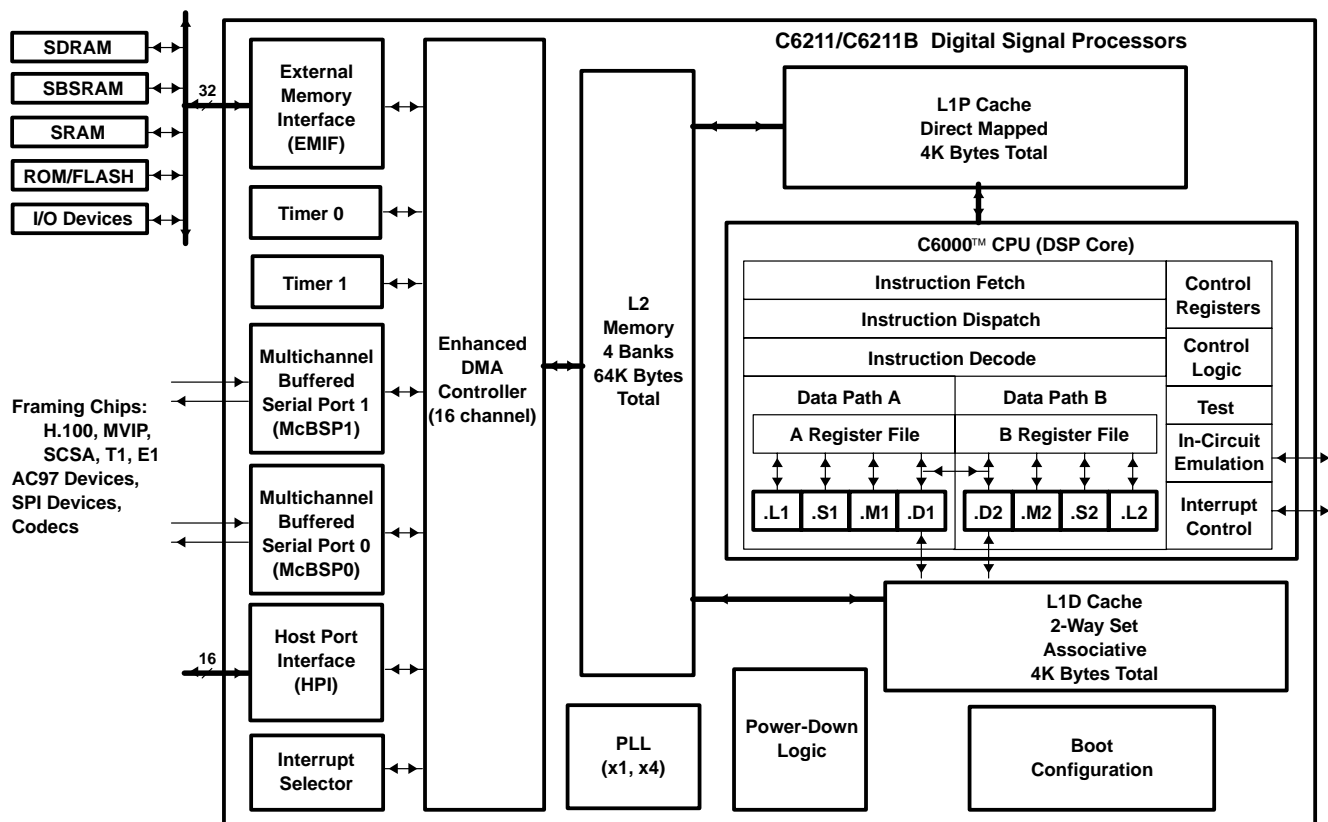 C6211/C6211B Digital Signal Processors
SDRAM
SBSRAM
SRAM
ROM/FLASH
I/O Devices
32
External
Memory
Interface
(EMIF)
Timer 0
Timer 1
Multichannel
Buffered
Serial Port 1
(McBSP1)
Framing Chips:
H.100, MVIP,
SCSA, T1, E1
AC97 Devices,
SPI Devices,
Codecs
Multichannel
Buffered
Serial Port 0
(McBSP0)
16
Host Port
Interface
(HPI)
Interrupt
Selector
Enhanced
DMA
Controller
(16 channel)
L2
Memory
4 Banks
64K Bytes
Total
L1P Cache
Direct Mapped
4K Bytes Total
C6000™ CPU (DSP Core)
Instruction Fetch
Instruction Dispatch
Instruction Decode
Data Path A
Data Path B
A Register File
B Register File
.L1
.S1
.M1
.D1
.D2
.M2
.S2
.L2
Control
Registers
Control
Logic
Test
In-Circuit
Emulation
Interrupt
Control
L1D Cache
2-Way Set
Associative
4K Bytes Total
PLL
(x1, x4)
Power-Down
Logic
Boot
Configuration